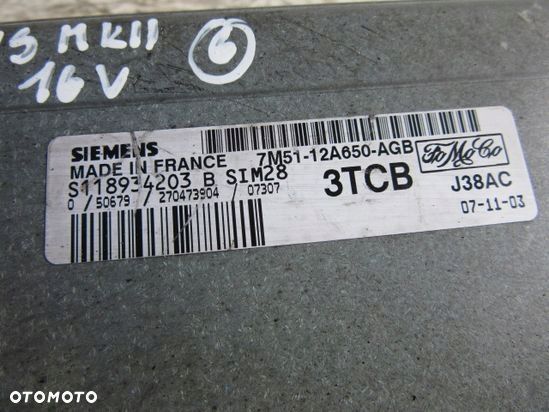 S MKII 6
16V
SIEMENS
MADE IN FRANCE 7M51-12A650-AGB
S118934203 B SIM28 3TCB FoMoCo J38AC
0 / 50679 / 270473904 / 07307 07-11-03
OTOMOTO
OTOMOTO